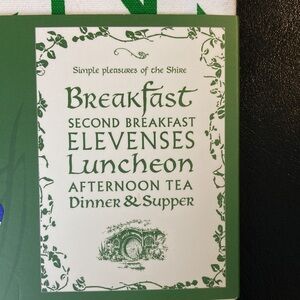 Simple pleasures of the Shire
Breakfast
SECOND BREAKFAST
ELEVENSES
Luncheon
AFTERNOON TEA
Dinner & Supper